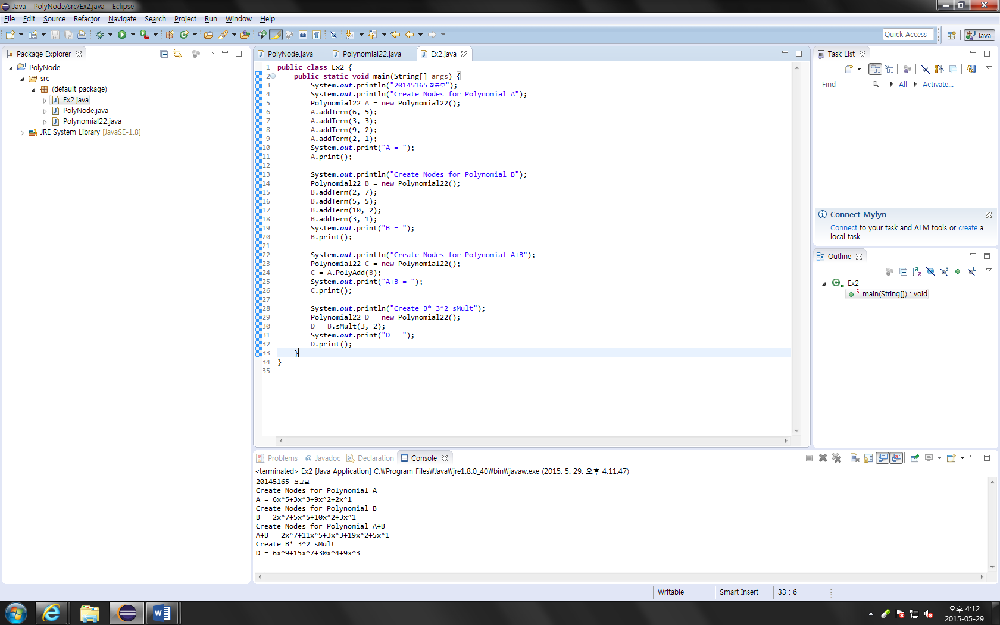 Java - PolyNode/src/Ex2.java - Eclipse
File Edit Source Refactor Navigate Search Project Run Window Help
Quick Access
Java
Package Explorer
PolyNode
src
(default package)
Ex2.java
PolyNode.java
Polynomial22.java
JRE System Library [JavaSE-1.8]
PolyNode.java Polynomial22.java Ex2.java
1 public class Ex2 {
2 public static void main(String[] args) {
3 System.out.println("20145165 ");
4 System.out.println("Create Nodes for Polynomial A");
5 Polynomial22 A = new Polynomial22();
6 A.addTerm(6, 5);
7 A.addTerm(3, 3);
8 A.addTerm(9, 2);
9 A.addTerm(2, 1);
10 System.out.print("A = ");
11 A.print();
12
13 System.out.println("Create Nodes for Polynomial B");
14 Polynomial22 B = new Polynomial22();
15 B.addTerm(2, 7);
16 B.addTerm(5, 5);
17 B.addTerm(10, 2);
18 B.addTerm(3, 1);
19 System.out.print("B = ");
20 B.print();
21
22 System.out.println("Create Nodes for Polynomial A+B");
23 Polynomial22 C = new Polynomial22();
24 C = A.PolyAdd(B);
25 System.out.print("A+B = ");
26 C.print();
27
28 System.out.println("Create B* 3^2 sMult");
29 Polynomial22 D = new Polynomial22();
30 D = B.sMult(3, 2);
31 System.out.print("D = ");
32 D.print();
33 }
34 }
35
Task List
Find All Activate...
Connect Mylyn
Connect to your task and ALM tools or create a
local task.
Outline
Ex2
main(String[]) : void
Problems @ Javadoc Declaration Console
<terminated> Ex2 [Java Application] C:₩Program Files₩Java₩jre1.8.0_40₩bin₩javaw.exe (2015. 5. 29. 오후 4:11:47)
20145165
Create Nodes for Polynomial A
A = 6x^5+3x^3+9x^2+2x^1
Create Nodes for Polynomial B
B = 2x^7+5x^5+10x^2+3x^1
Create Nodes for Polynomial A+B
A+B = 2x^7+11x^5+3x^3+19x^2+5x^1
Create B* 3^2 sMult
D = 6x^9+15x^7+30x^4+9x^3
Writable Smart Insert 33 : 6
오후 4:12
2015-05-29